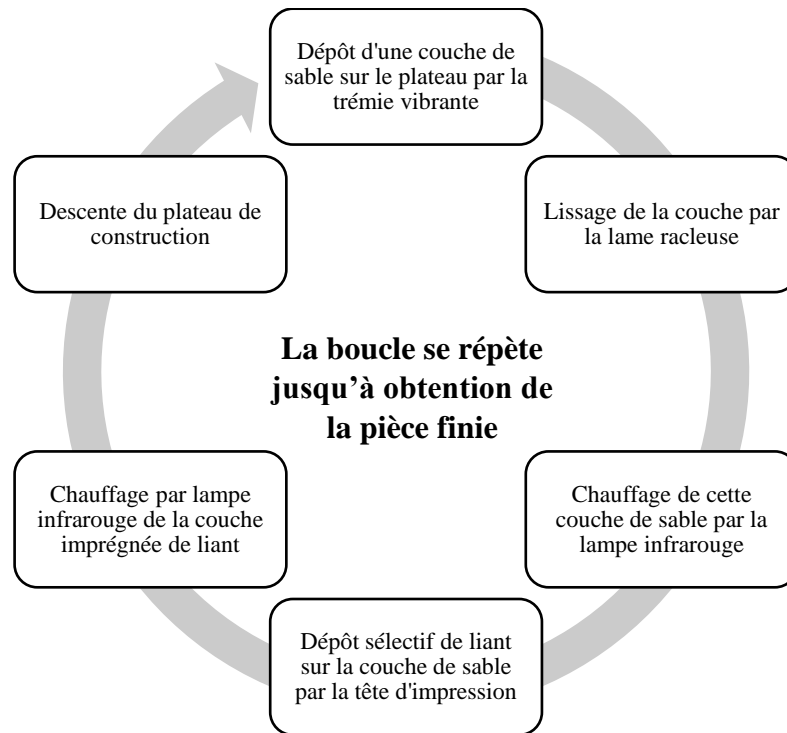 Dépôt d'une couche de
sable sur le plateau par la
trémie vibrante
Lissage de la couche par
la lame racleuse
Chauffage de cette
couche de sable par la
lampe infrarouge
Dépôt sélectif de liant
sur la couche de sable
par la tête d'impression
Chauffage par lampe
infrarouge de la couche
imprégnée de liant
Descente du plateau de
construction
La boucle se répète
jusqu’à obtention de
la pièce finie